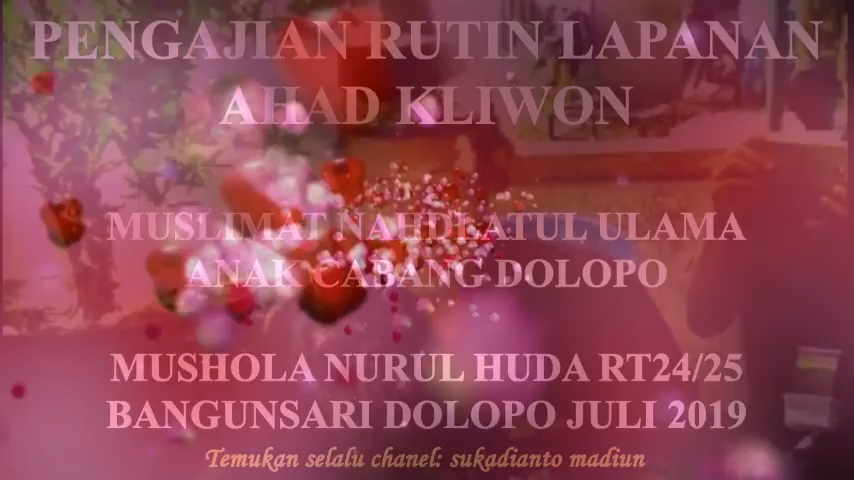 PENGAJIAN RUTIN LAPANAN
AHAD KLIWON
MUSLIMAT NAHDLATUL ULAMA
ANAK CABANG DOLOPO
MUSHOLA NURUL HUDA RT24/25
BANGUNSARI DOLOPO JULI 2019
Temukan selalu chanel: sukadianto madiun